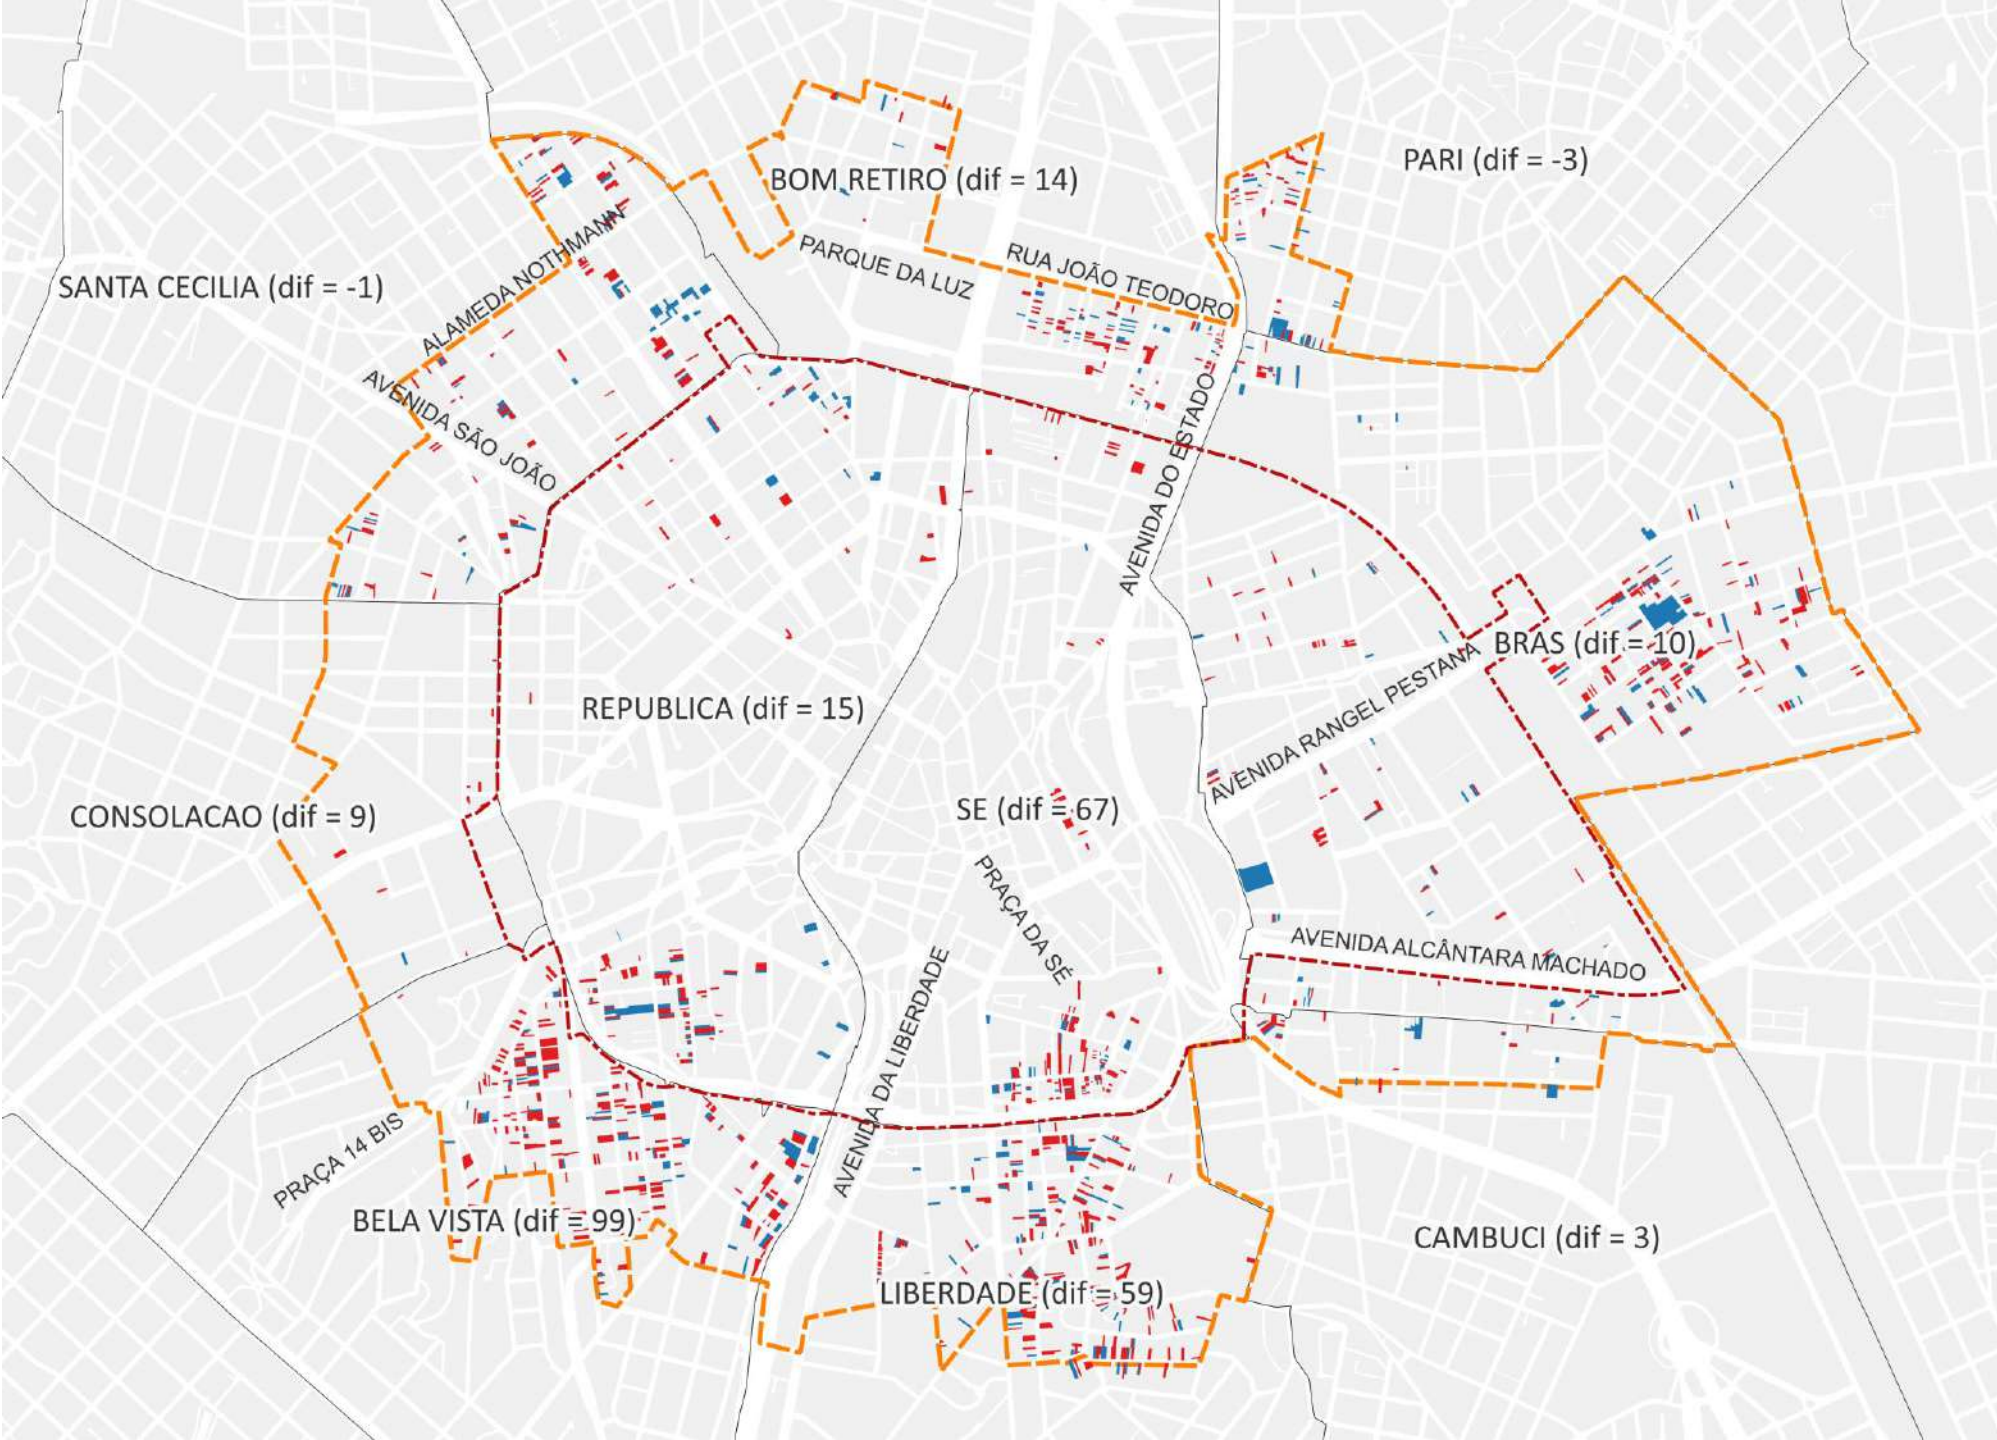 PARI (dif = -3)
BOM RETIRO (dif = 14)
PARQUE DA LUZ
RUA JOÃO TEODORO
SANTA CECILIA (dif = -1)
ALAMEDA NOTHMANN
AVENIDA SÃO JOÃO
AVENIDA DO ESTADO
BRAS (dif = 10)
REPUBLICA (dif = 15)
AVENIDA RANGEL PESTANA
CONSOLACAO (dif = 9)
SE (dif = 67)
PRAÇA DA SÉ
AVENIDA ALCÂNTARA MACHADO
AVENIDA DA LIBERDADE
PRAÇA 14 BIS
BELA VISTA (dif = 99)
CAMBUCI (dif = 3)
LIBERDADE (dif = 59)